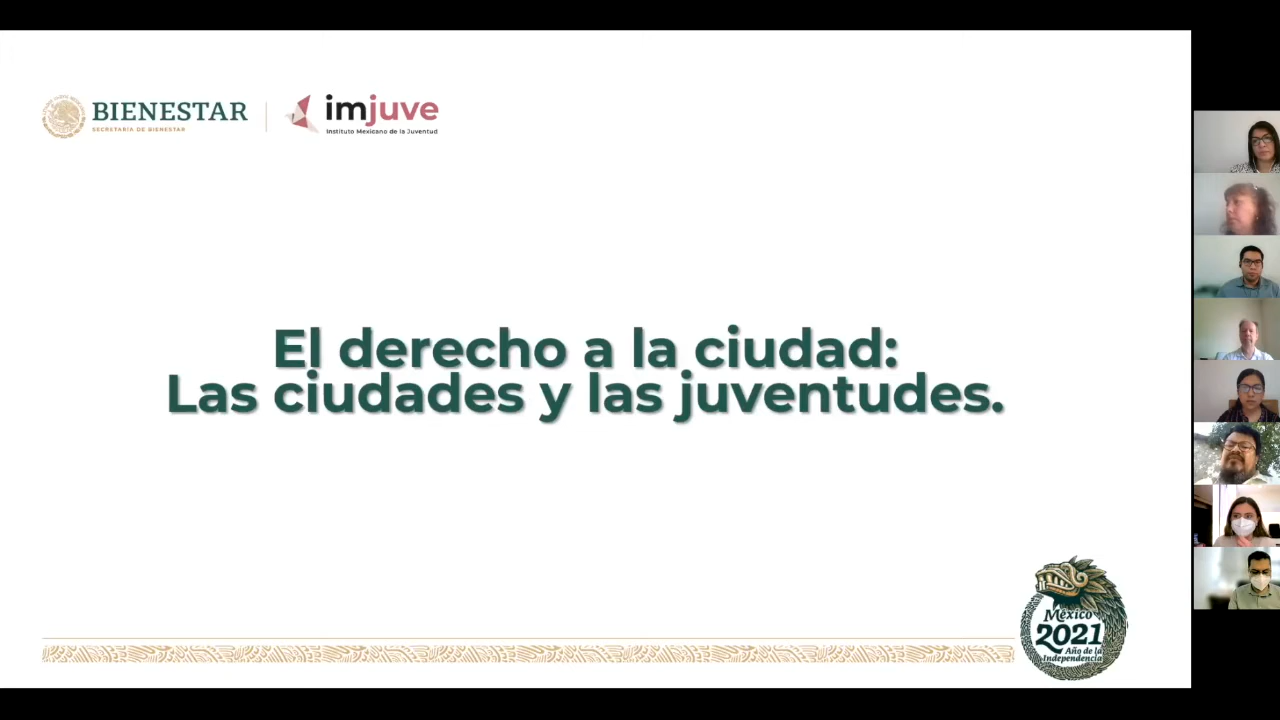 BIENESTAR
SECRETARÍA DE BIENESTAR
imjuve
Instituto Mexicano de la Juventud
El derecho a la ciudad:
Las ciudades y las juventudes.
México
2021
Año de la
Independencia